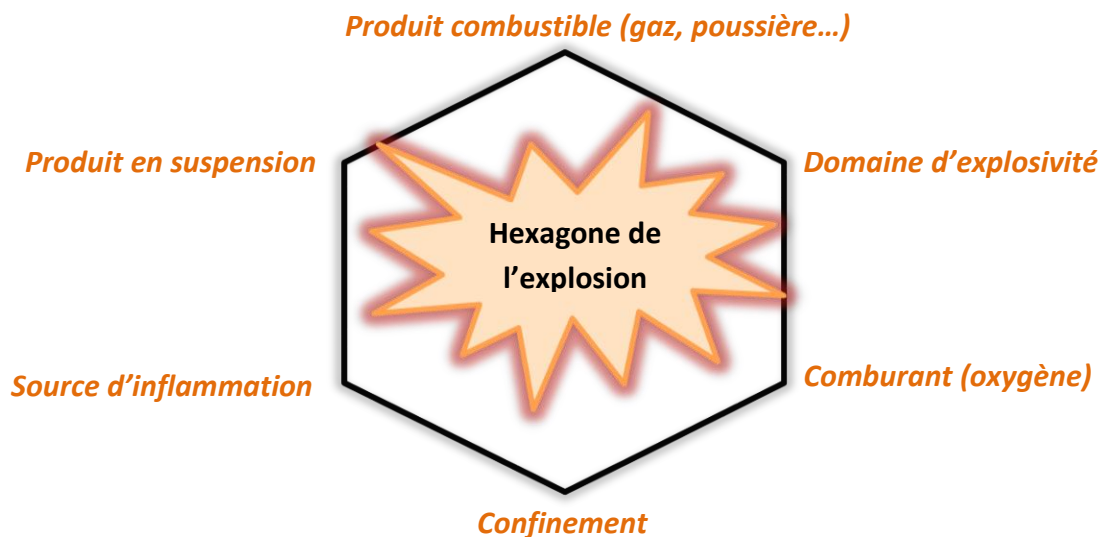 Produit combustible (gaz, poussière…)
Produit en suspension
Domaine d’explosivité
Hexagone de
l’explosion
Source d’inflammation
Comburant (oxygène)
Confinement